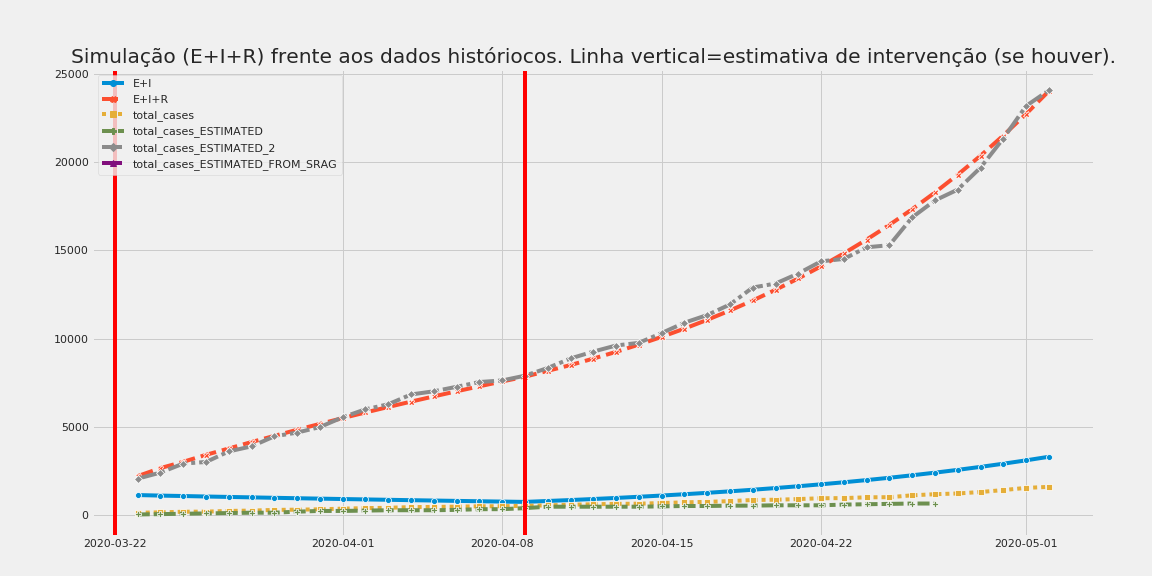 Simulação (E+I+R) frente aos dados históriocos. Linha vertical=estimativa de intervenção (se houver).
25000
20000
15000
10000
5000
0
E+I
E+I+R
total_cases
total_cases_ESTIMATED
total_cases_ESTIMATED_2
total_cases_ESTIMATED_FROM_SRAG
2020-03-22
2020-04-01
2020-04-08
2020-04-15
2020-04-22
2020-05-01